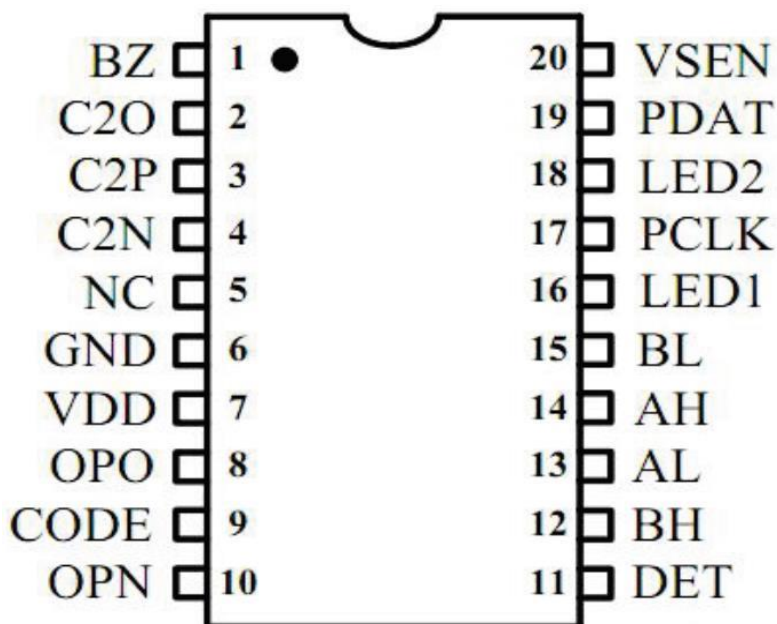 BZ 1 20 VSEN
C2O 2 19 PDAT
C2P 3 18 LED2
C2N 4 17 PCLK
NC 5 16 LED1
GND 6 15 BL
VDD 7 14 AH
OPO 8 13 AL
CODE 9 12 BH
OPN 10 11 DET